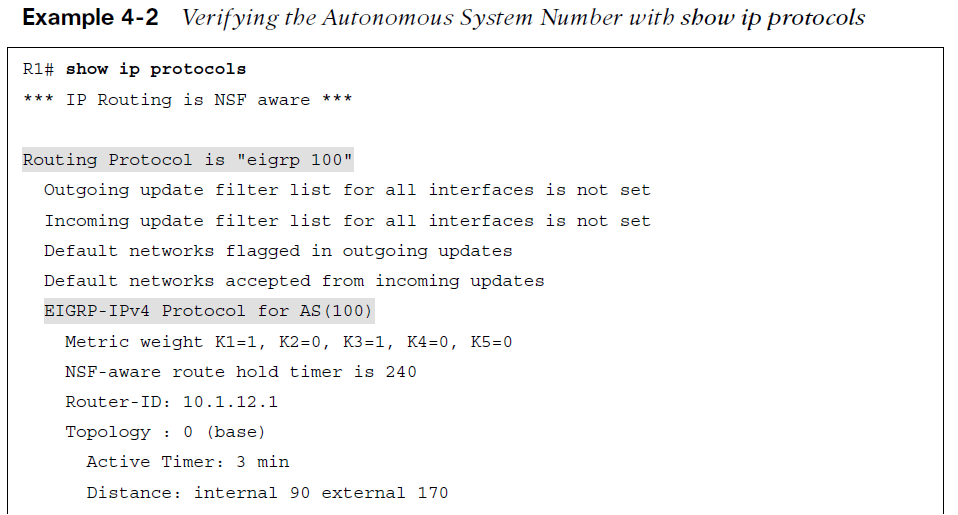 Example 4-2 Verifying the Autonomous System Number with show ip protocols
R1# show ip protocols
*** IP Routing is NSF aware ***
Routing Protocol is "eigrp 100"
Outgoing update filter list for all interfaces is not set
Incoming update filter list for all interfaces is not set
Default networks flagged in outgoing updates
Default networks accepted from incoming updates
EIGRP-IPv4 Protocol for AS(100)
Metric weight K1=1, K2=0, K3=1, K4=0, K5=0
NSF-aware route hold timer is 240
Router-ID: 10.1.12.1
Topology : 0 (base)
Active Timer: 3 min
Distance: internal 90 external 170